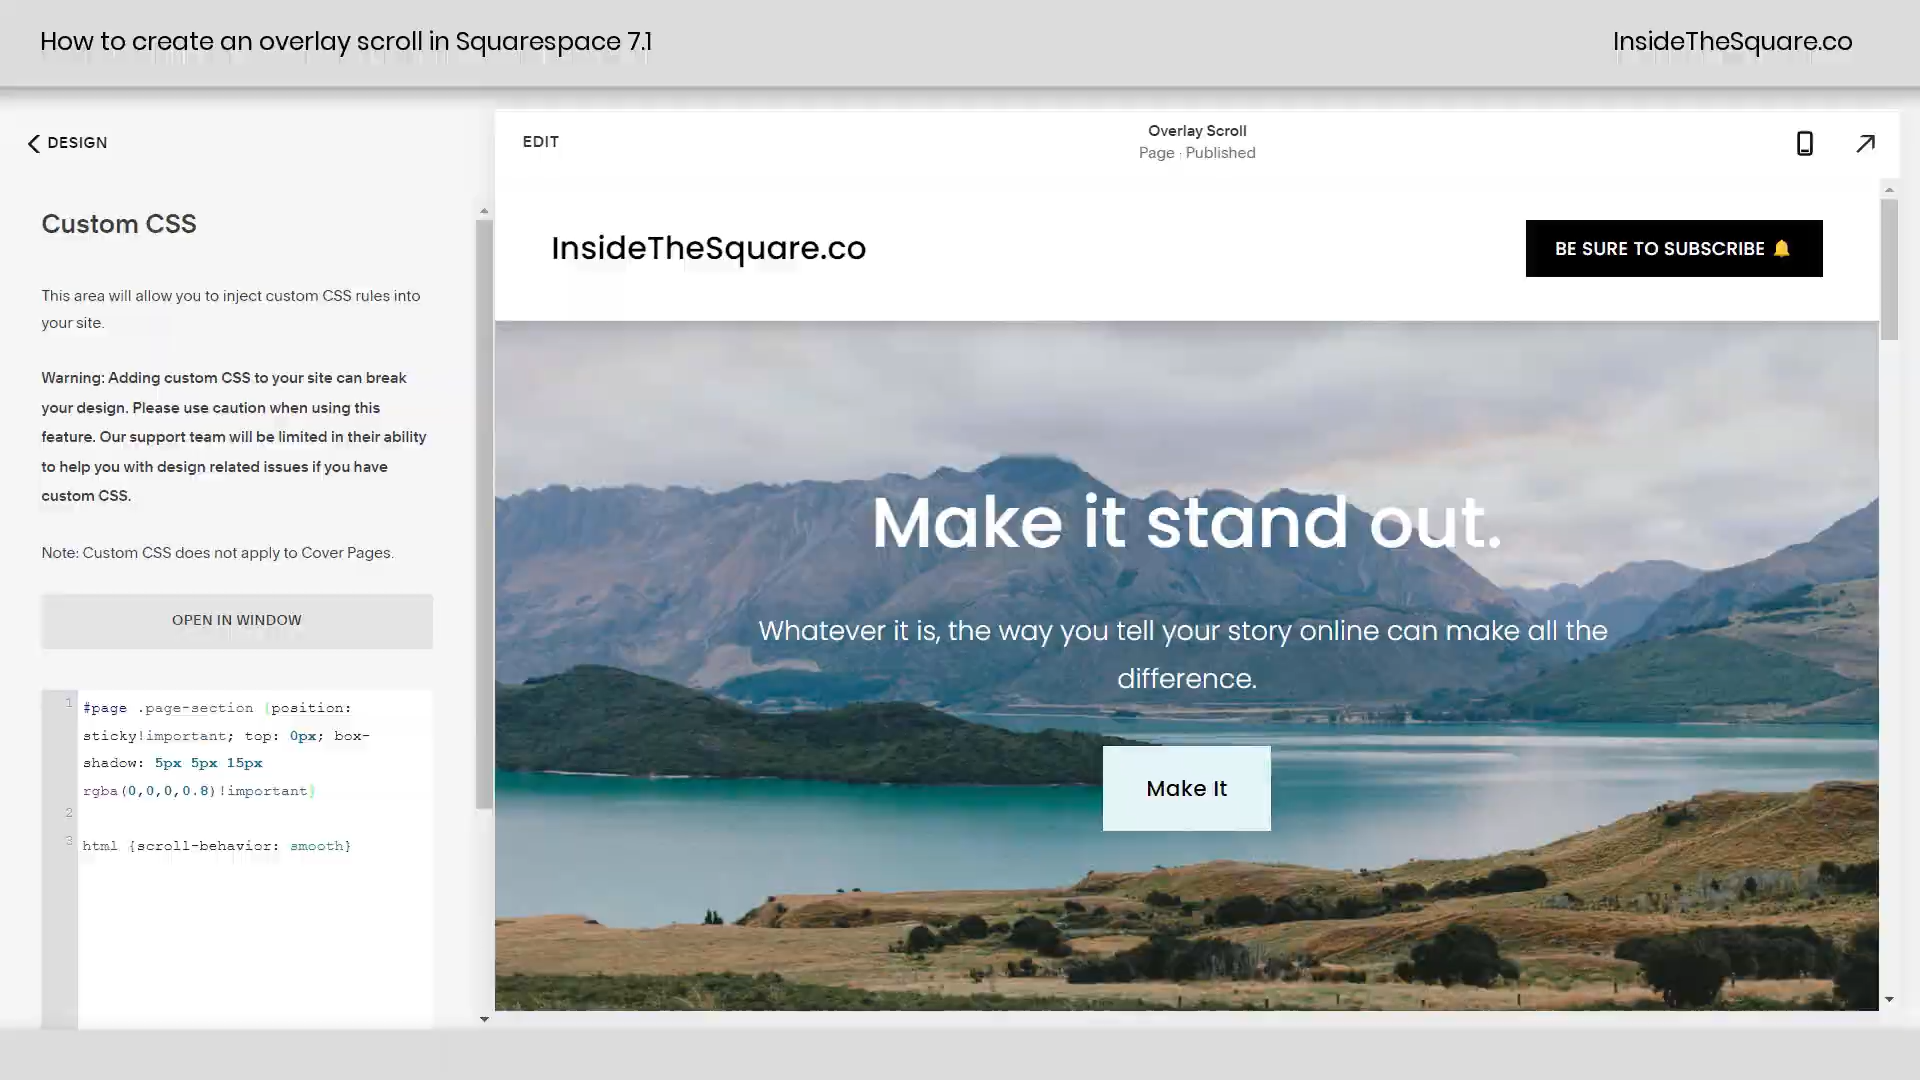 How to create an overlay scroll in Squarespace 7.1
InsideTheSquare.co
DESIGN
Custom CSS
This area will allow you to inject custom CSS rules into
your site.
Warning: Adding custom CSS to your site can break
your design. Please use caution when using this
feature. Our support team will be limited in their ability
to help you with design related issues if you have
custom CSS.
Note: Custom CSS does not apply to Cover Pages.
OPEN IN WINDOW
1 #page .page-section {position:
sticky!important; top: 0px; box-
shadow: 5px 5px 15px
rgba(0,0,0,0.8)!important}
2
3 html {scroll-behavior: smooth}
EDIT
Overlay Scroll
Page · Published
InsideTheSquare.co
BE SURE TO SUBSCRIBE 🔔
Make it stand out.
Whatever it is, the way you tell your story online can make all the
difference.
Make It